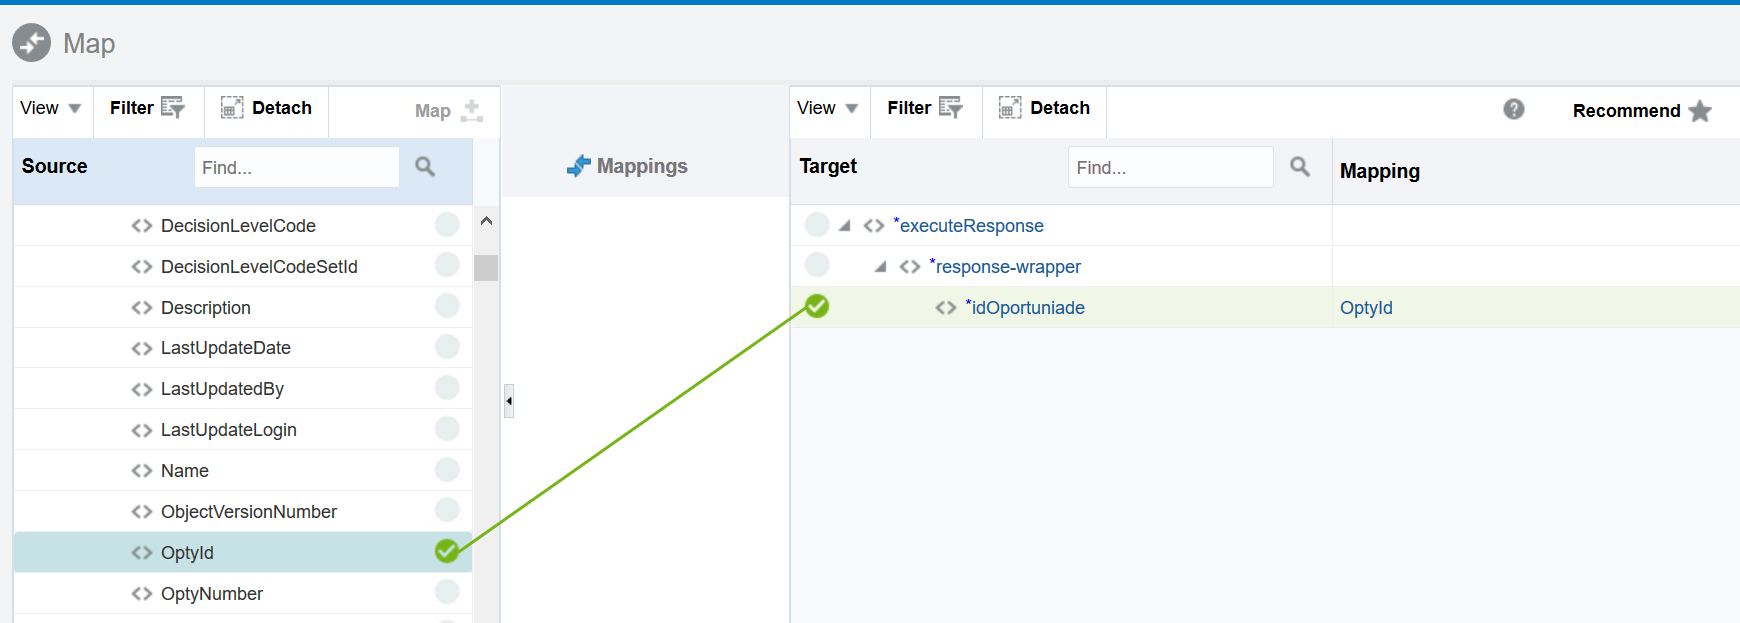 Map
View Filter Detach Map
Source Find...
DecisionLevelCode
DecisionLevelCodeSetId
Description
LastUpdateDate
LastUpdatedBy
LastUpdateLogin
Name
ObjectVersionNumber
OptyId
OptyNumber
Mappings
View Filter Detach ? Recommend
Target Find... Mapping
*executeResponse
*response-wrapper
*idOportuniade OptyId